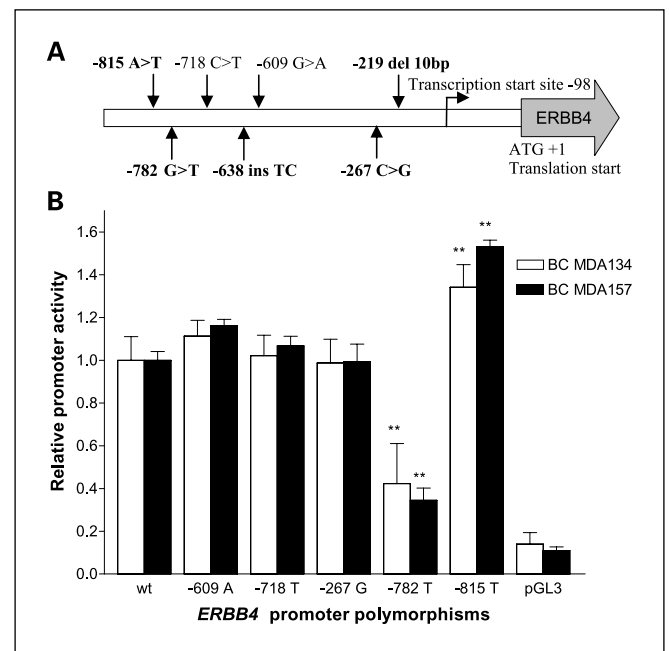 A
-815 A>T
-718 C>T
-609 G>A
-219 del 10bp
Transcription start site -98
ERBB4
ATG +1
Translation start
-782 G>T
-638 ins TC
-267 C>G
B
Relative promoter activity
1.6
1.4
1.2
1.0
0.8
0.6
0.4
0.2
0.0
**
**
**
**
BC MDA134
BC MDA157
wt
-609 A
-718 T
-267 G
-782 T
-815 T
pGL3
ERBB4 promoter polymorphisms